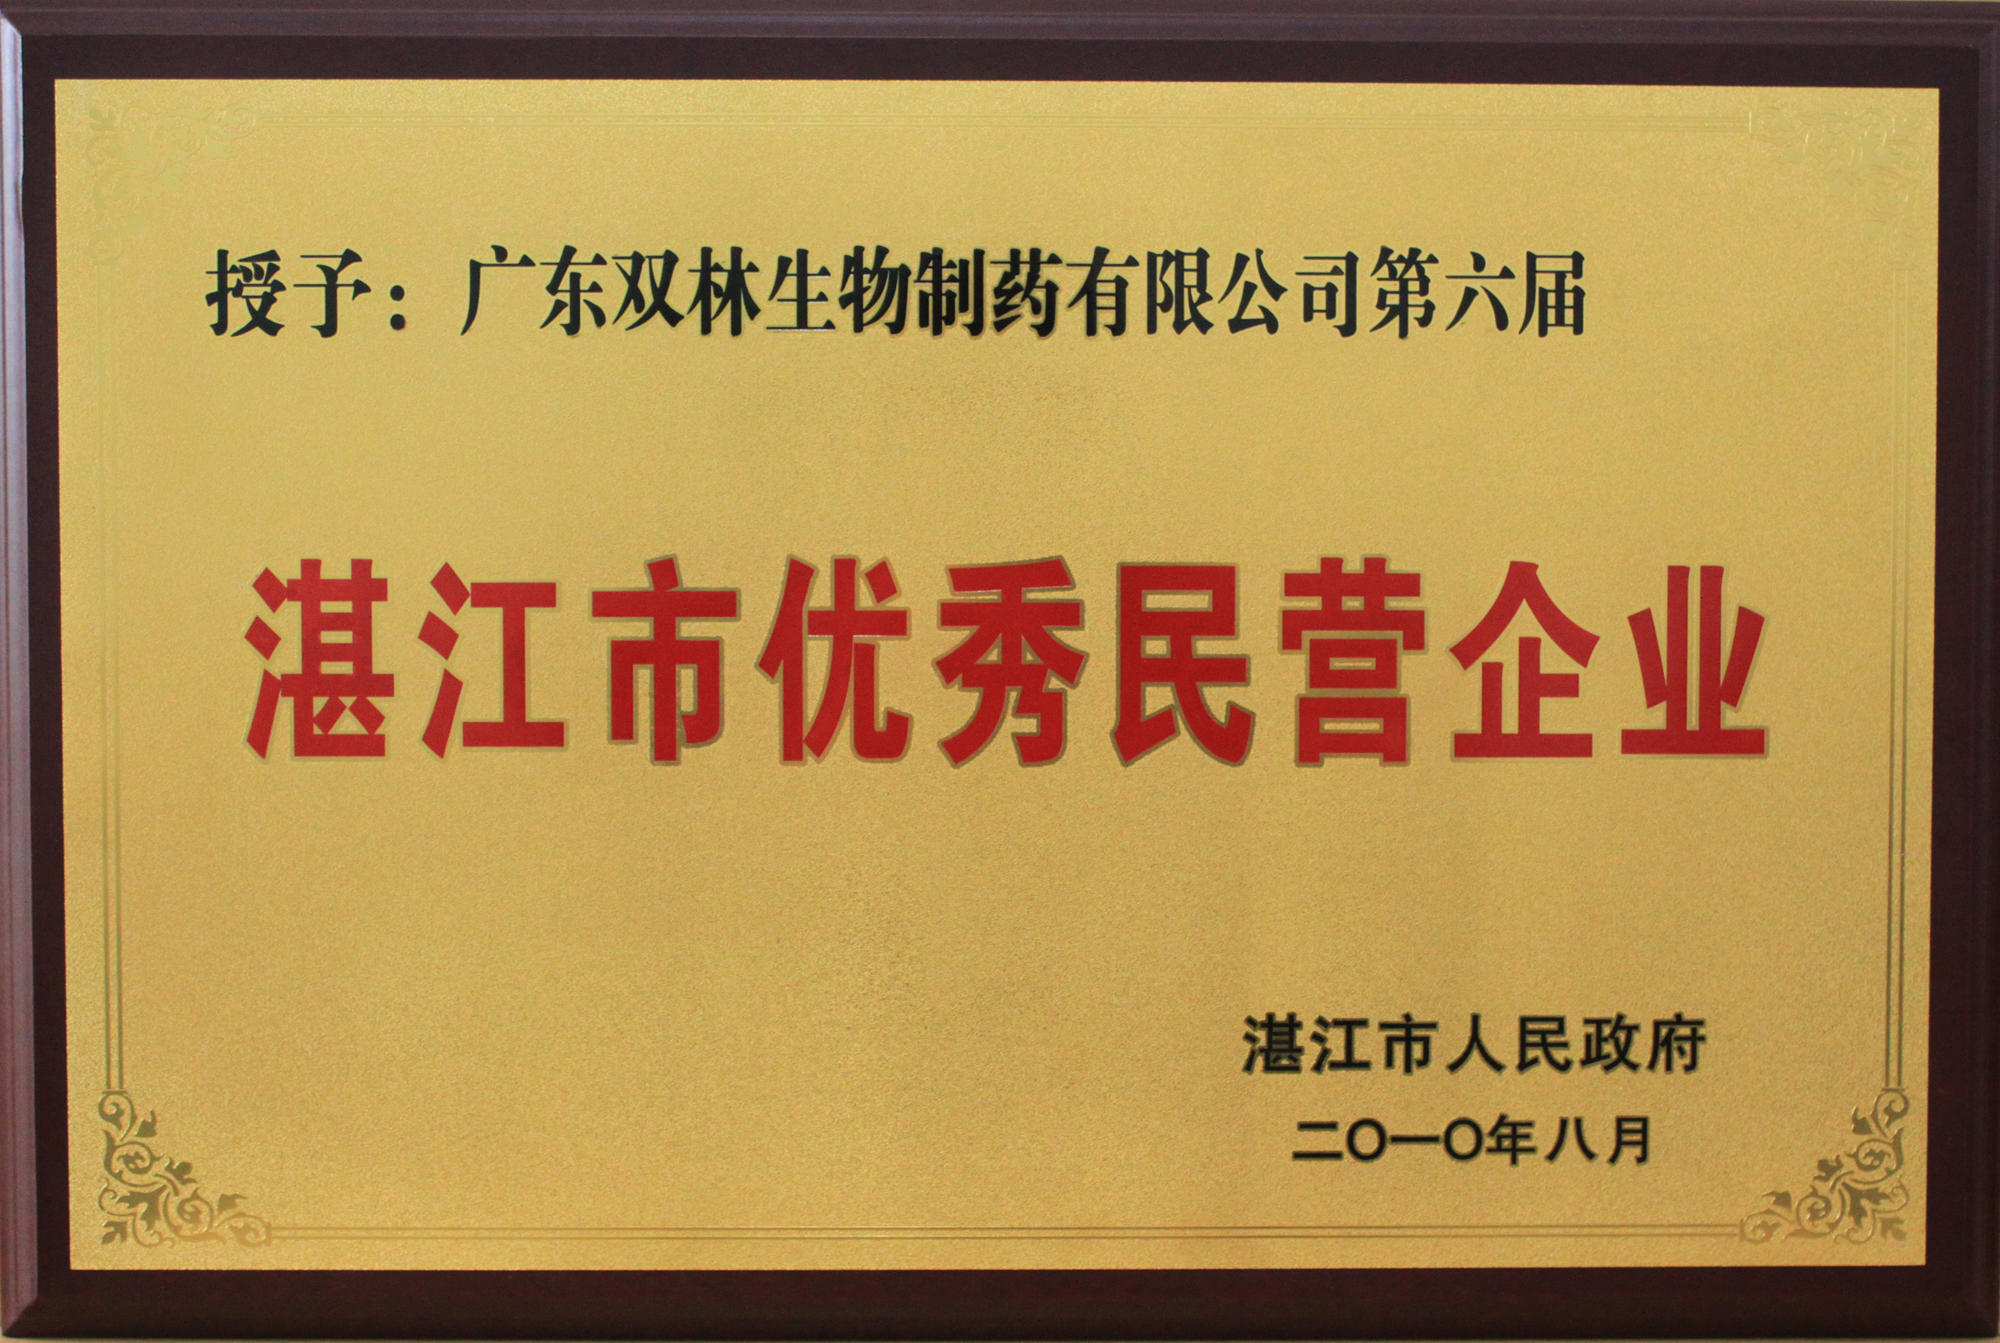 授予：广东双林生物制药有限公司第六届
湛江市优秀民营企业
湛江市人民政府
二〇一〇年八月